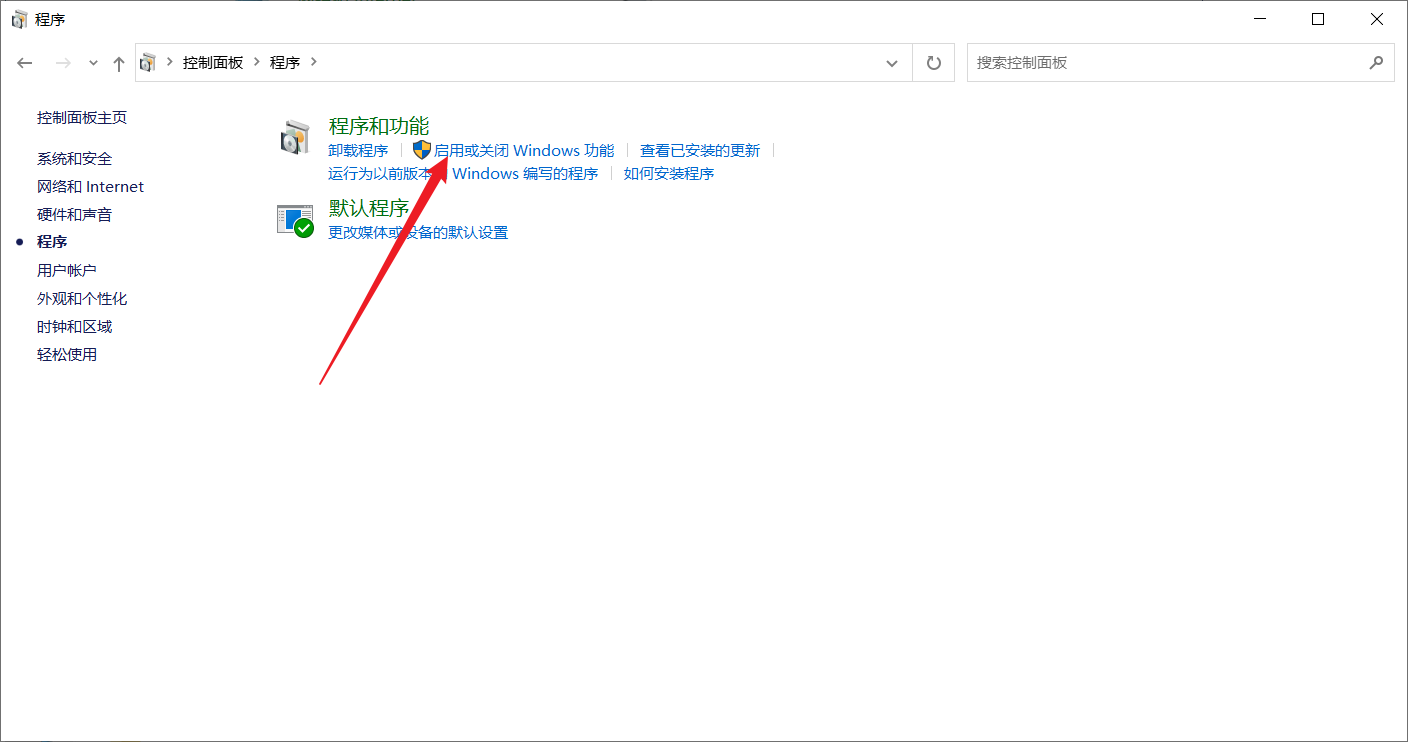 程序
控制面板 程序
搜索控制面板
控制面板主页
系统和安全
网络和 Internet
硬件和声音
程序
用户帐户
外观和个性化
时钟和区域
轻松使用
程序和功能
卸载程序 启用或关闭 Windows 功能 查看已安装的更新
运行为以前版本 Windows 编写的程序 如何安装程序
默认程序
更改媒体或设备的默认设置